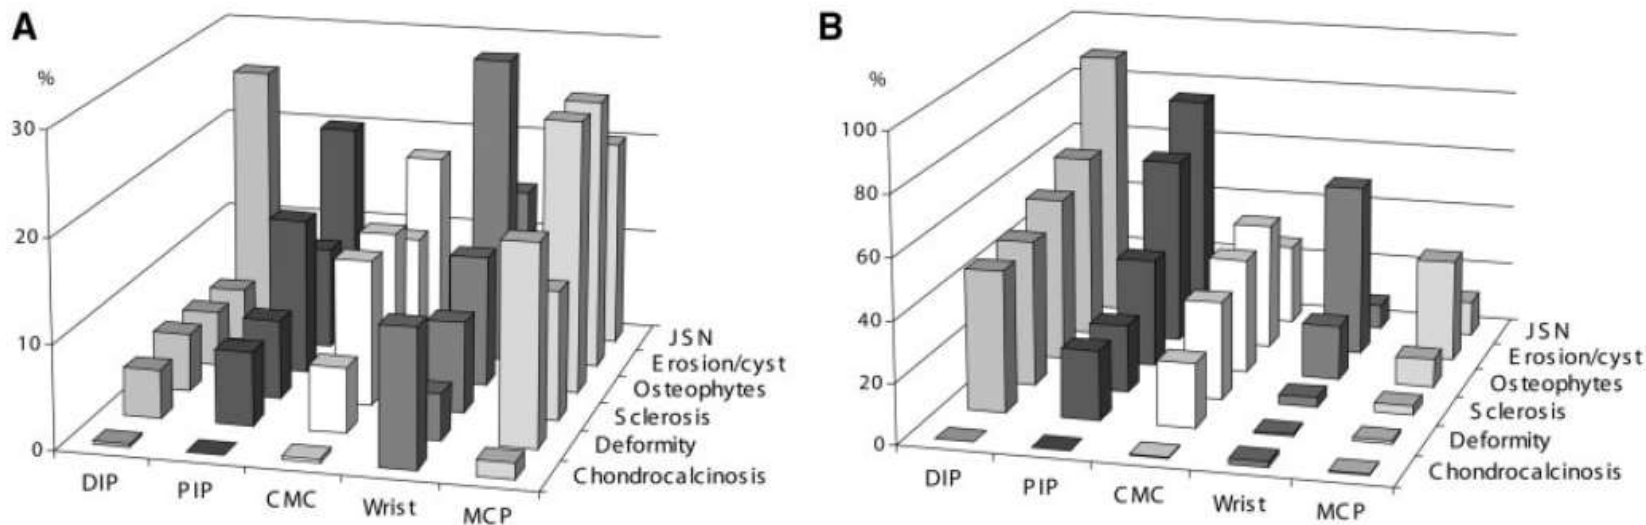 A
%
30
20
10
0
DIP
PIP
CMC
Wrist
MCP
JSN
Erosion/cyst
Osteophytes
Sclerosis
Deformity
Chondrocalcinosis
B
%
100
80
60
40
20
0
DIP
PIP
CMC
Wrist
MCP
JSN
Erosion/cyst
Osteophytes
Sclerosis
Deformity
Chondrocalcinosis